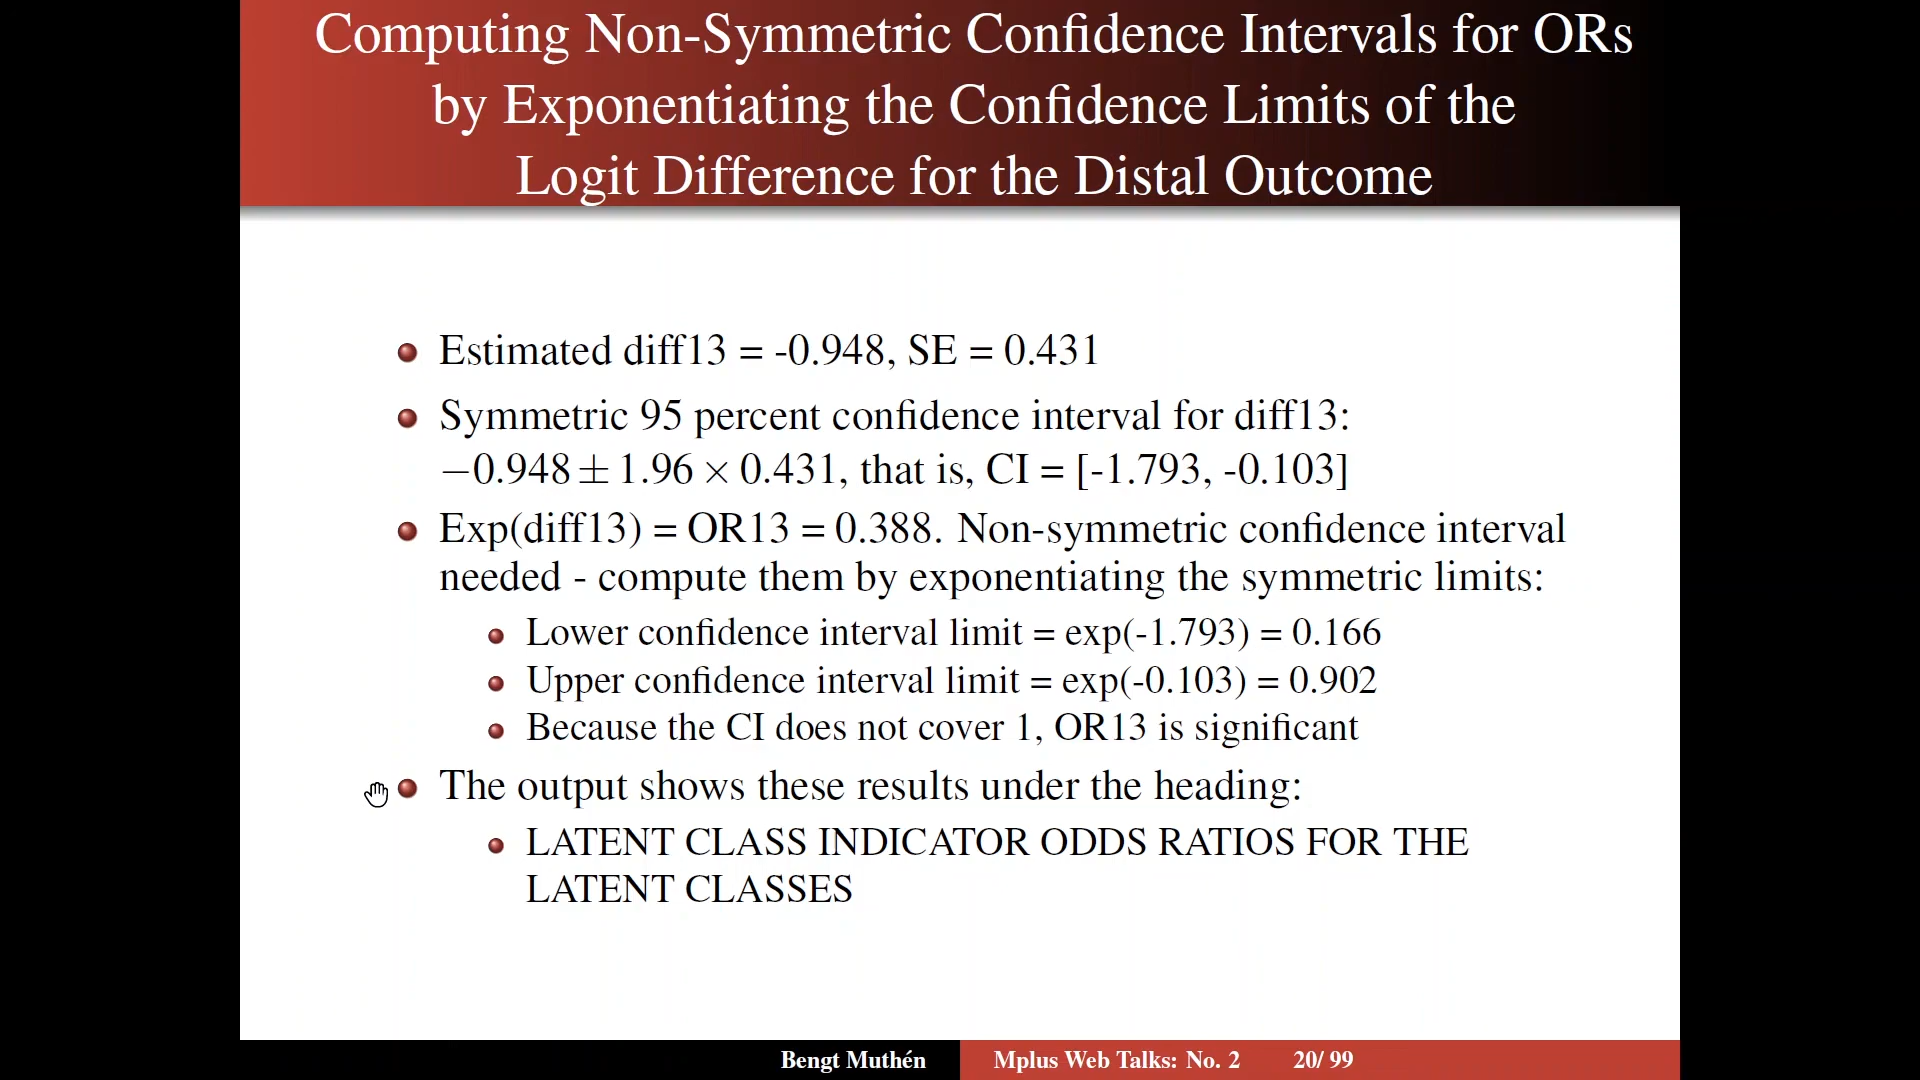 Computing Non-Symmetric Confidence Intervals for ORs
by Exponentiating the Confidence Limits of the
Logit Difference for the Distal Outcome
Estimated diff13 = -0.948, SE = 0.431
Symmetric 95 percent confidence interval for diff13:
−0.948 ± 1.96 × 0.431, that is, CI = [-1.793, -0.103]
Exp(diff13) = OR13 = 0.388. Non-symmetric confidence interval
needed - compute them by exponentiating the symmetric limits:
Lower confidence interval limit = exp(-1.793) = 0.166
Upper confidence interval limit = exp(-0.103) = 0.902
Because the CI does not cover 1, OR13 is significant
The output shows these results under the heading:
LATENT CLASS INDICATOR ODDS RATIOS FOR THE
LATENT CLASSES
Bengt Muthén Mplus Web Talks: No. 2 20/ 99